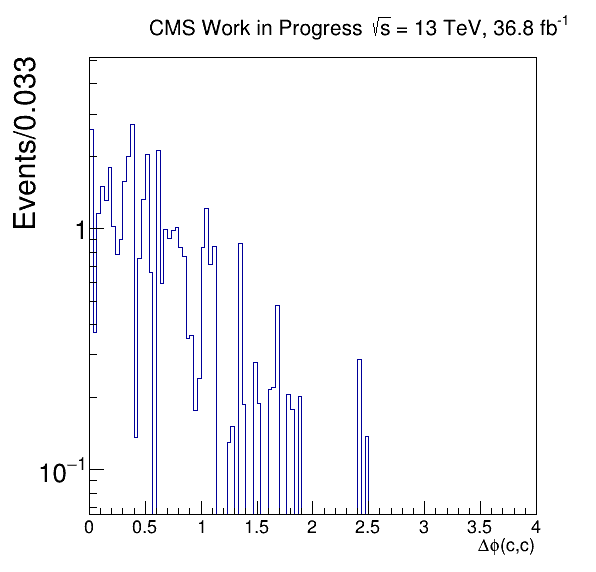 CMS Work in Progress √s = 13 TeV, 36.8 fb⁻¹
Events/0.033
1
10⁻¹
0 0.5 1 1.5 2 2.5 3 3.5 4
Δϕ(c,c)